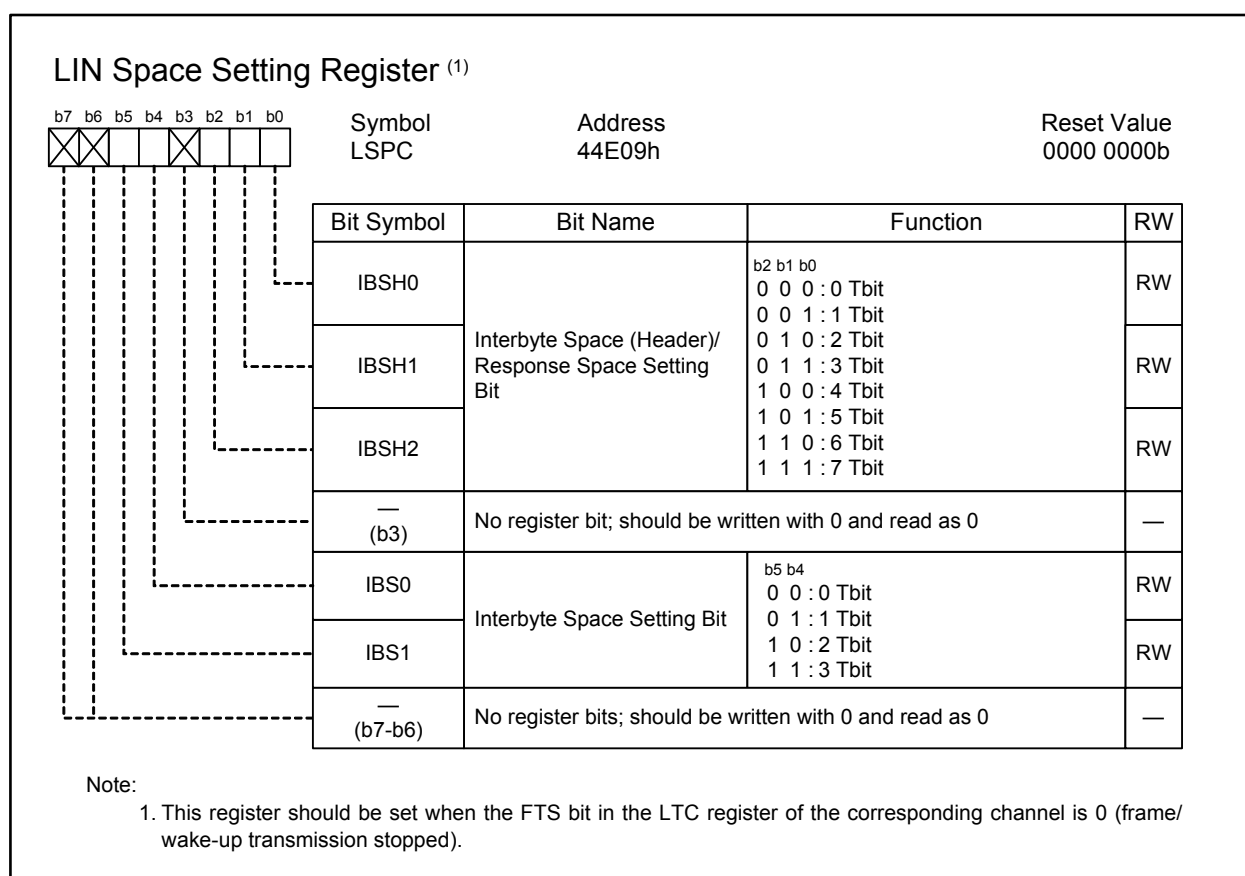 LIN Space Setting Register (1)
b7 b6 b5 b4 b3 b2 b1 b0
Symbol Address Reset Value
LSPC 44E09h 0000 0000b
Bit Symbol Bit Name Function RW
IBSH0
IBSH1
IBSH2
Interbyte Space (Header)/
Response Space Setting
Bit
b2 b1 b0
0 0 0 : 0 Tbit
0 0 1 : 1 Tbit
0 1 0 : 2 Tbit
0 1 1 : 3 Tbit
1 0 0 : 4 Tbit
1 0 1 : 5 Tbit
1 1 0 : 6 Tbit
1 1 1 : 7 Tbit
RW
RW
RW
—
(b3)
No register bit; should be written with 0 and read as 0
—
IBS0
IBS1
Interbyte Space Setting Bit
b5 b4
0 0 : 0 Tbit
0 1 : 1 Tbit
1 0 : 2 Tbit
1 1 : 3 Tbit
RW
RW
—
(b7-b6)
No register bits; should be written with 0 and read as 0
—
Note:
1. This register should be set when the FTS bit in the LTC register of the corresponding channel is 0 (frame/
wake-up transmission stopped).